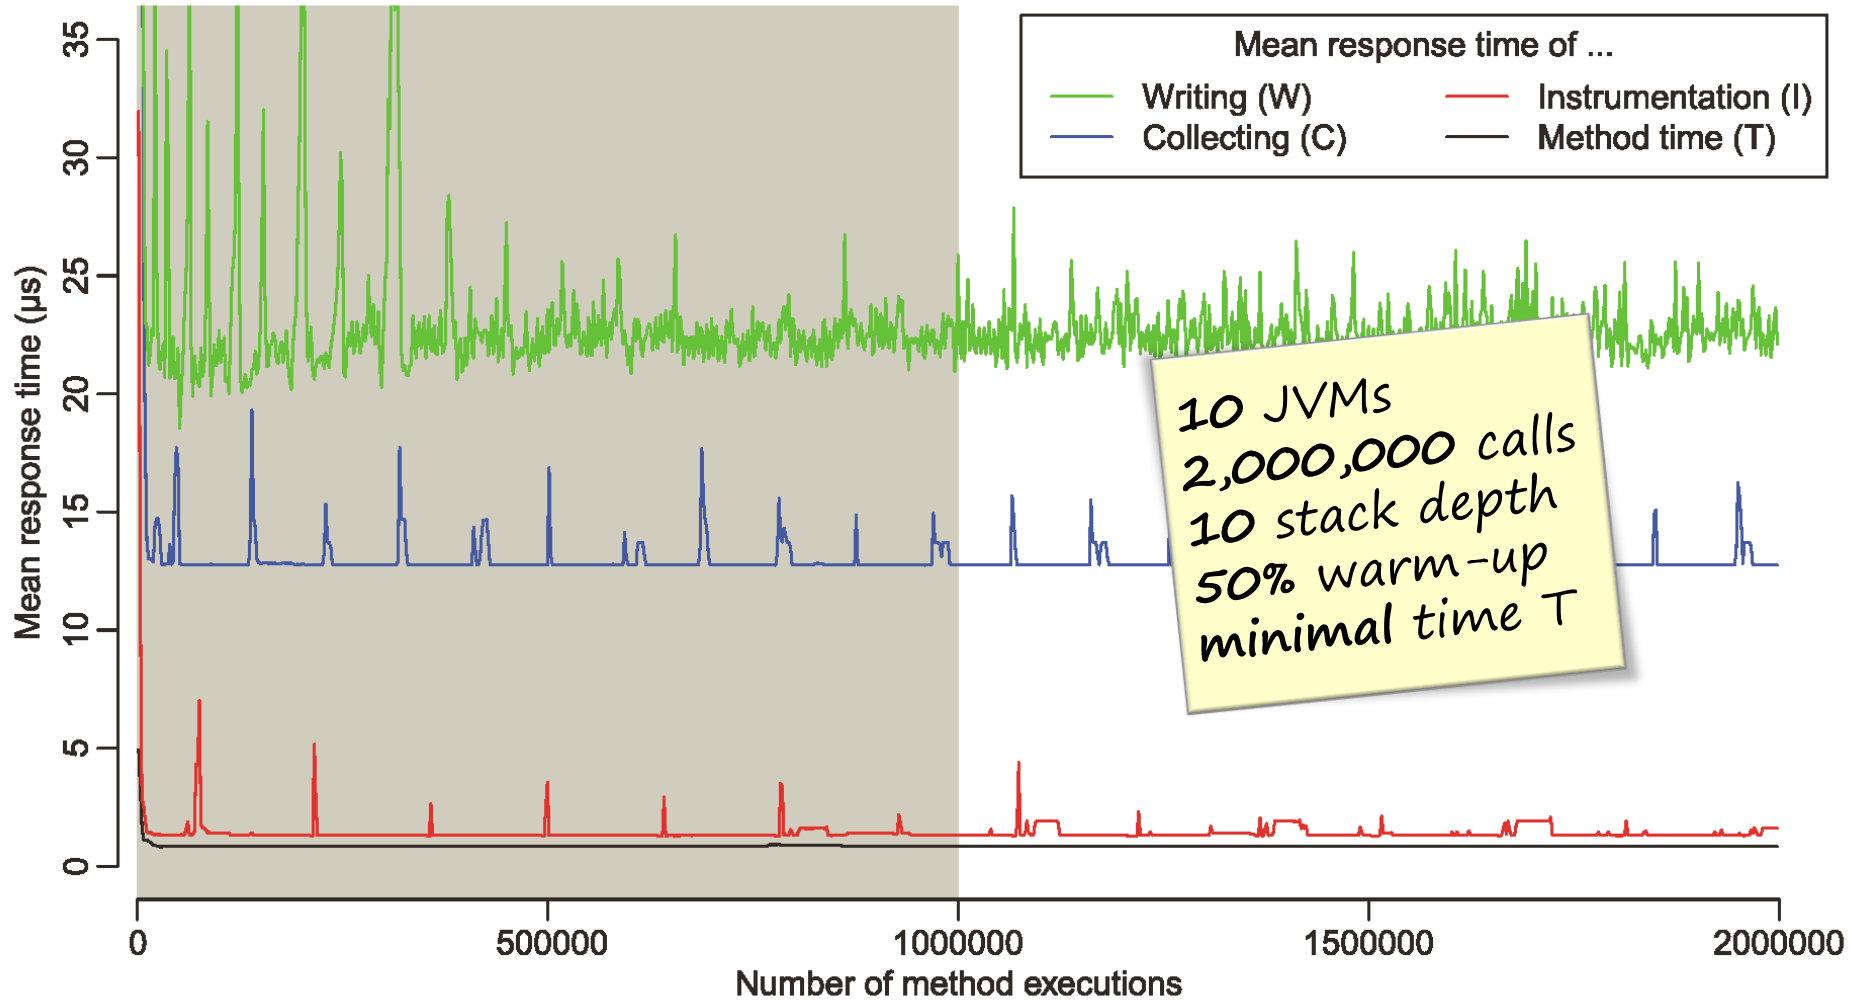 Mean response time of ...
Writing (W)
Instrumentation (I)
Collecting (C)
Method time (T)
Mean response time (µs)
35
30
25
20
15
10
5
0
10 JVMs
2,000,000 calls
10 stack depth
50% warm-up
minimal time T
0
500000
1000000
1500000
2000000
Number of method executions